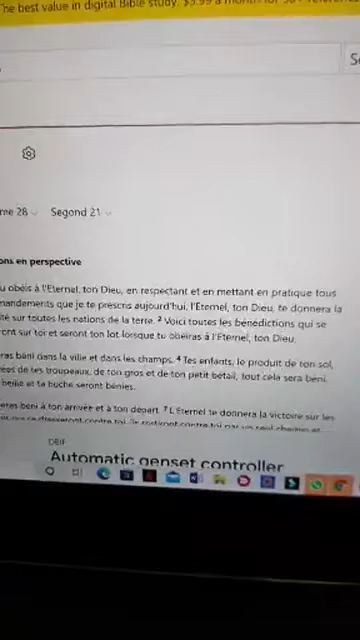 The best value in digital Bible study. $5.99 a month for
28 Segond 21
ons en perspective
u obéis à l'Eternel, ton Dieu, en respectant et en mettant en pratique tous
mandements que je te prescris aujourd'hui, l'Eternel, ton Dieu, te donnera la
sur toutes les nations de la terre. 2 Voici toutes les bénédictions qui se
ont sur toi et seront ton lot lorsque tu obéiras à l'Eternel, ton Dieu.
ras béni dans la ville et dans les champs. 4 Tes enfants, le produit de ton sol,
ées de tes troupeaux, de ton gros et de ton petit bétail, tout cela sera béni.
beille et ta huche seront bénies.
béni à ton arrivée et à ton départ. 7 L'Eternel te donnera la victoire sur les
DEIF
Automatic genset controller